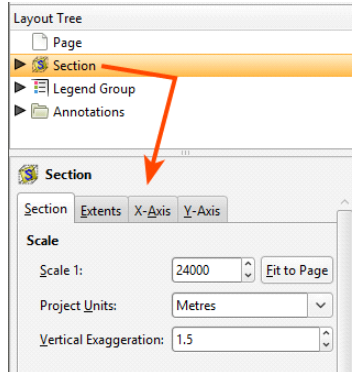 Layout Tree
Page
Section
Legend Group
Annotations
Section
Section Extents X-Axis Y-Axis
Scale
Scale 1: 24000 Fit to Page
Project Units: Metres
Vertical Exaggeration: 1.5